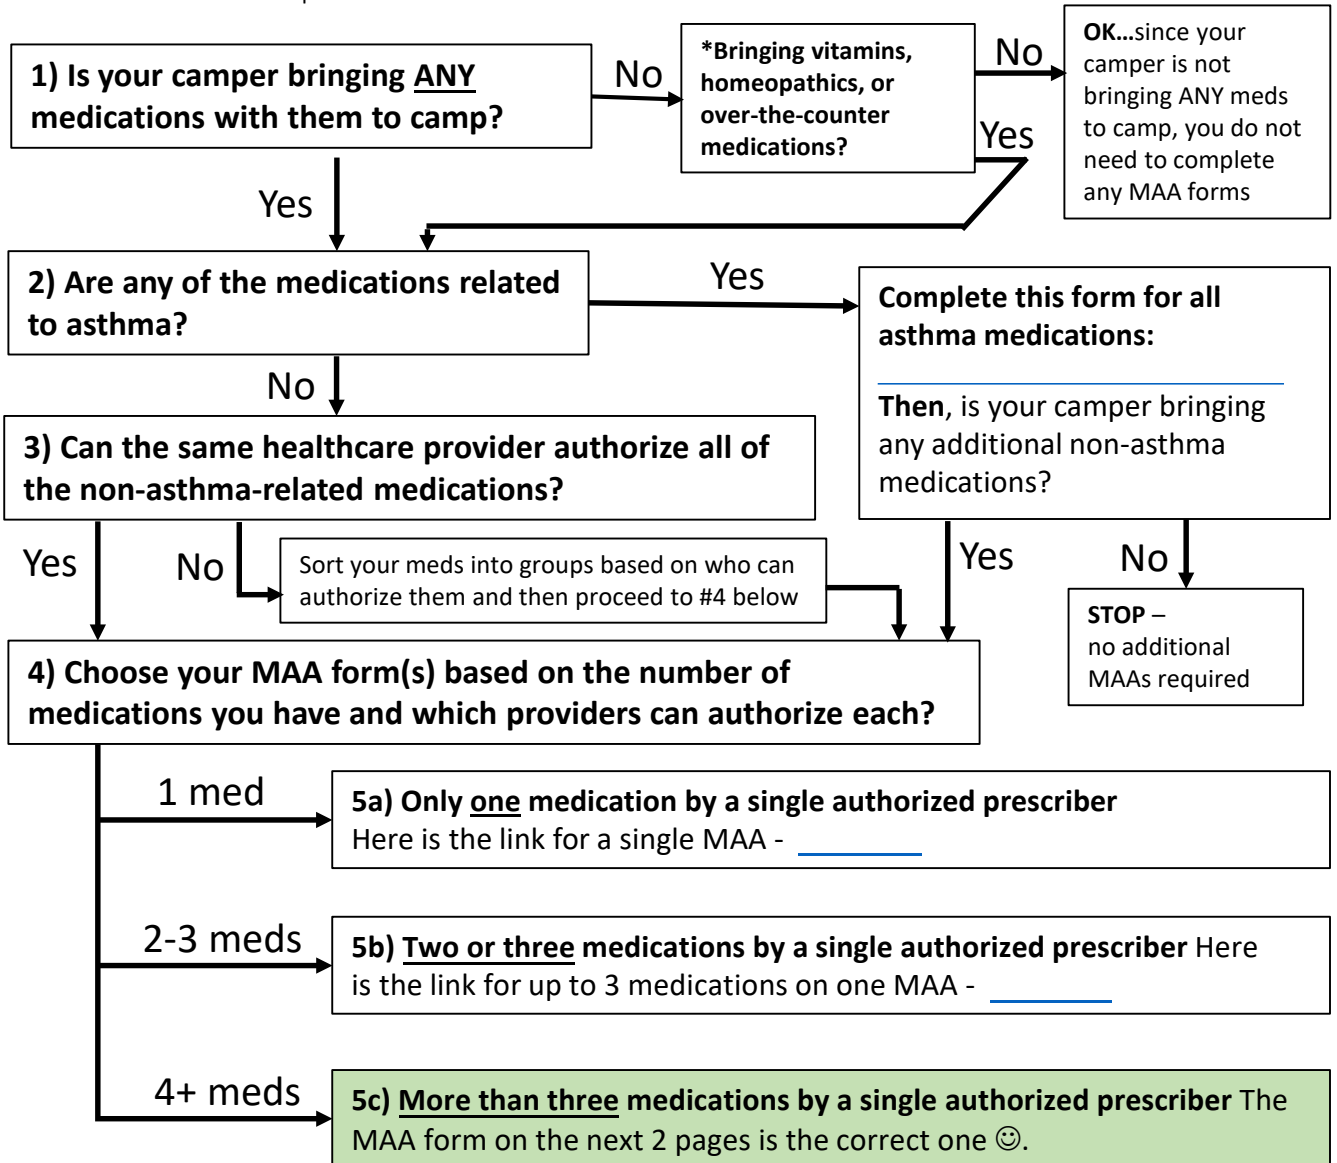 1) Is your camper bringing ANY
medications with them to camp?
No
*Bringing vitamins,
homeopathics, or
over-the-counter
medications?
No
OK...since your
camper is not
bringing ANY meds
to camp, you do not
need to complete
any MAA forms
Yes
Yes
2) Are any of the medications related
to asthma?
Yes
Complete this form for all
asthma medications:
Then, is your camper bringing
any additional non-asthma
medications?
No
3) Can the same healthcare provider authorize all of
the non-asthma-related medications?
Yes
No
Sort your meds into groups based on who can
authorize them and then proceed to #4 below
Yes
No
STOP –
no additional
MAAs required
4) Choose your MAA form(s) based on the number of
medications you have and which providers can authorize each?
1 med
5a) Only one medication by a single authorized prescriber
Here is the link for a single MAA -
2-3 meds
5b) Two or three medications by a single authorized prescriber Here
is the link for up to 3 medications on one MAA -
4+ meds
5c) More than three medications by a single authorized prescriber The
MAA form on the next 2 pages is the correct one ☺.